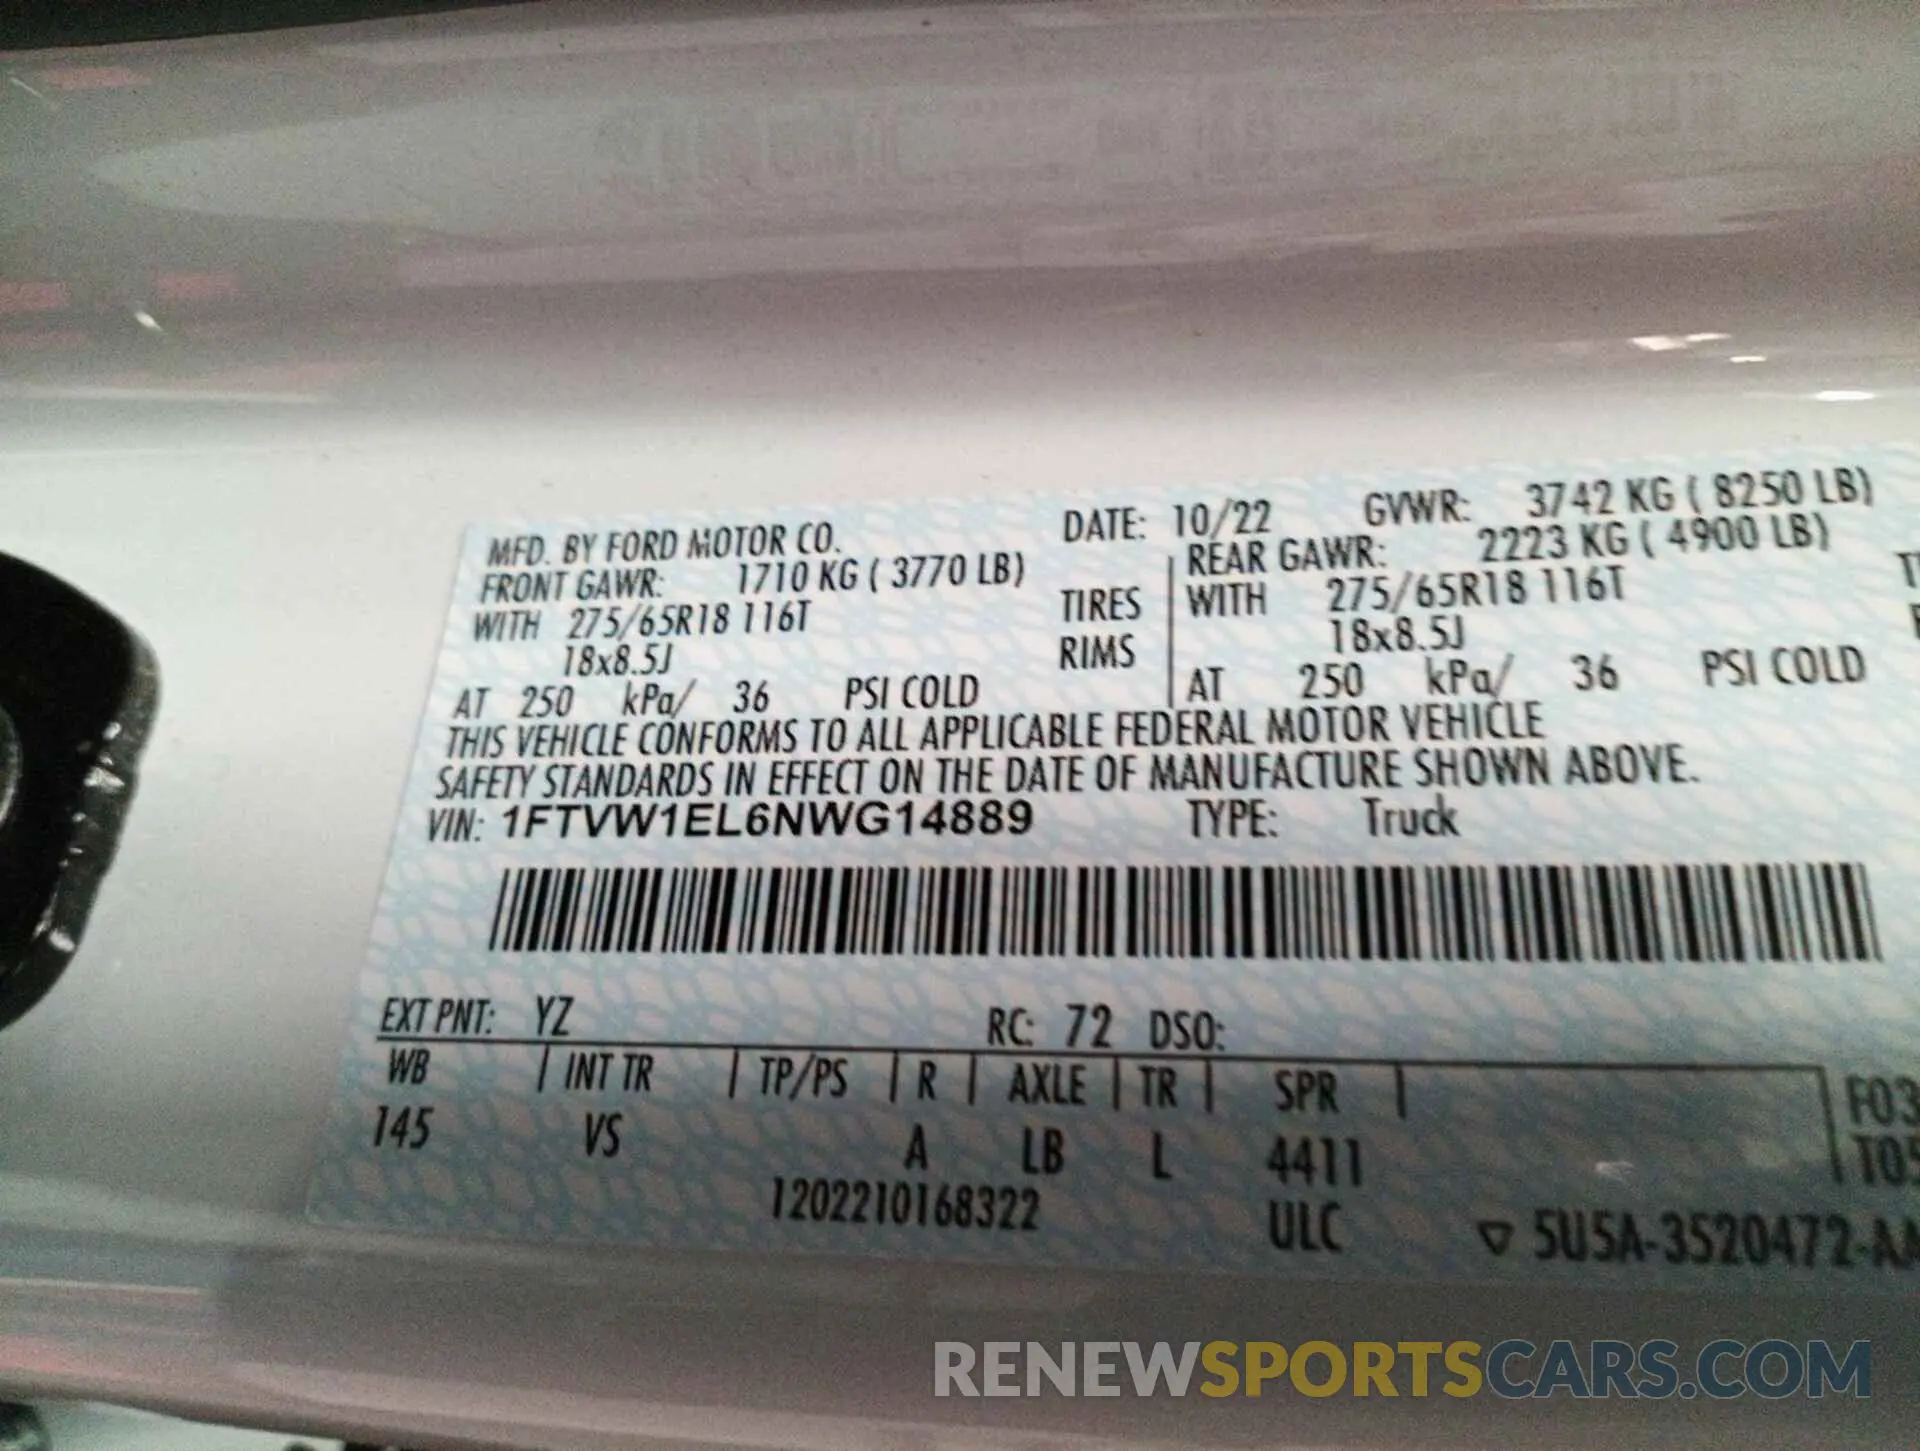 MFD. BY FORD MOTOR CO. DATE: 10/22 GVWR: 3742 KG ( 8250 LB)
FRONT GAWR: 1710 KG ( 3770 LB) REAR GAWR: 2223 KG ( 4900 LB)
WITH 275/65R18 116T TIRES WITH 275/65R18 116T
18x8.5J RIMS 18x8.5J
AT 250 kPa/ 36 PSI COLD AT 250 kPa/ 36 PSI COLD
THIS VEHICLE CONFORMS TO ALL APPLICABLE FEDERAL MOTOR VEHICLE
SAFETY STANDARDS IN EFFECT ON THE DATE OF MANUFACTURE SHOWN ABOVE.
VIN: 1FTVW1EL6NWG14889 TYPE: Truck
EXT PNT: YZ RC: 72 DSO:
WB INT TR TP/PS R AXLE TR SPR F03
145 VS A LB L 4411 T05
1202210168322 ULC ▽ 5U5A-3520472-AA
RENEWSPORTSCARS.COM